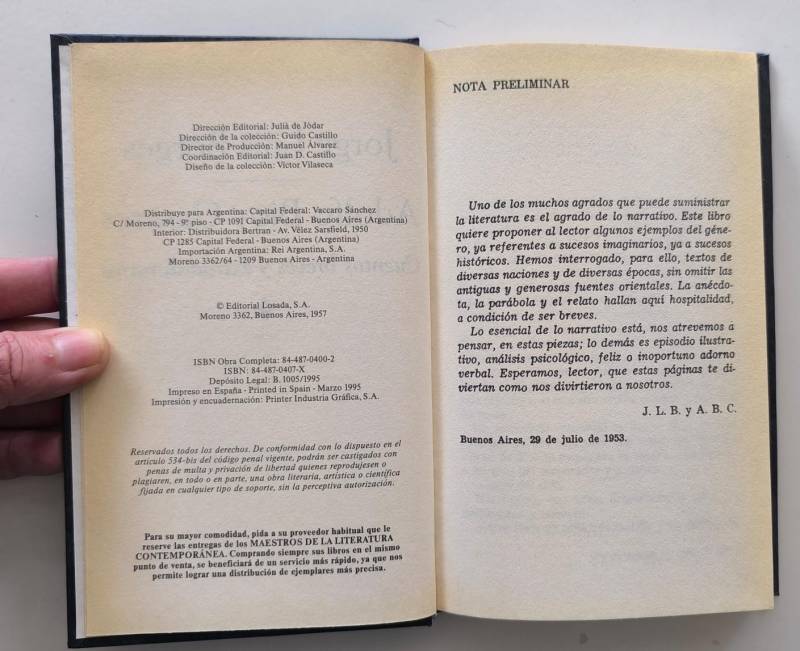 Dirección Editorial: Julià de Jòdar
Dirección de la colección: Guido Castillo
Director de Producción: Manuel Álvarez
Coordinación Editorial: Juan D. Castillo
Diseño de la colección: Víctor Vilaseca
Distribuye para Argentina: Capital Federal: Vaccaro Sánchez
C/ Moreno, 794 - 9º piso - CP 1091 Capital Federal - Buenos Aires (Argentina)
Interior: Distribuidora Bertran - Av. Vélez Sarsfield, 1950
CP 1285 Capital Federal - Buenos Aires (Argentina)
Importación Argentina: Rei Argentina, S.A.
Moreno 3362/64 - 1209 Buenos Aires - Argentina
© Editorial Losada, S.A.
Moreno 3362, Buenos Aires, 1957
ISBN Obra Completa: 84-487-0400-2
ISBN: 84-487-0407-X
Depósito Legal: B. 1005/1995
Impreso en España - Printed in Spain - Marzo 1995
Impresión y encuadernación: Printer Industria Gráfica, S.A.
Reservados todos los derechos. De conformidad con lo dispuesto en el
artículo 534-bis del código penal vigente, podrán ser castigados con
penas de multa y privación de libertad quienes reprodujesen o
plagiaren, en todo o en parte, una obra literaria, artística o científica
fijada en cualquier tipo de soporte, sin la perceptiva autorización.
Para su mayor comodidad, pida a su proveedor habitual que le
reserve las entregas de los MAESTROS DE LA LITERATURA
CONTEMPORÁNEA. Comprando siempre sus libros en el mismo
punto de venta, se beneficiará de un servicio más rápido, ya que nos
permite lograr una distribución de ejemplares más precisa.
NOTA PRELIMINAR
Uno de los muchos agrados que puede suministrar
la literatura es el agrado de lo narrativo. Este libro
quiere proponer al lector algunos ejemplos del géne-
ro, ya referentes a sucesos imaginarios, ya a sucesos
históricos. Hemos interrogado, para ello, textos de
diversas naciones y de diversas épocas, sin omitir las
antiguas y generosas fuentes orientales. La anécdo-
ta, la parábola y el relato hallan aquí hospitalidad,
a condición de ser breves.
Lo esencial de lo narrativo está, nos atrevemos a
pensar, en estas piezas; lo demás es episodio ilustra-
tivo, análisis psicológico, feliz o inoportuno adorno
verbal. Esperamos, lector, que estas páginas te di-
viertan como nos divirtieron a nosotros.
J. L. B. y A. B. C.
Buenos Aires, 29 de julio de 1953.